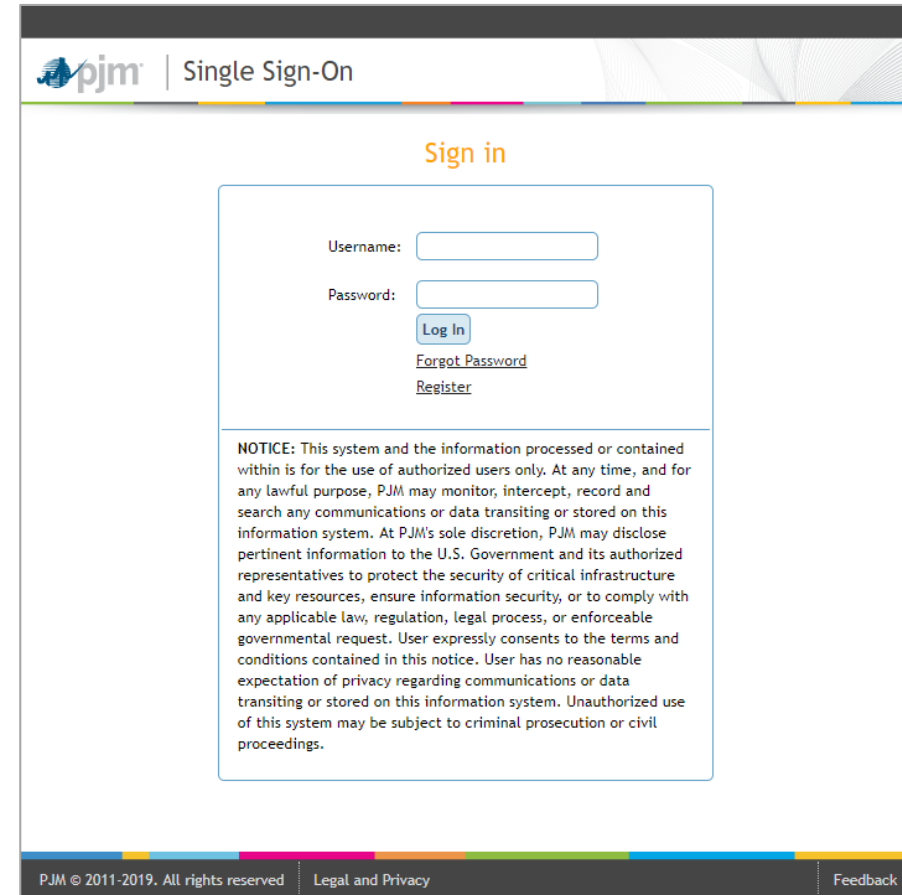 pjm
Single Sign-On
Sign in
Username:
Password:
Log In
Forgot Password
Register
NOTICE: This system and the information processed or contained
within is for the use of authorized users only. At any time, and for
any lawful purpose, PJM may monitor, intercept, record and
search any communications or data transiting or stored on this
information system. At PJM's sole discretion, PJM may disclose
pertinent information to the U.S. Government and its authorized
representatives to protect the security of critical infrastructure
and key resources, ensure information security, or to comply with
any applicable law, regulation, legal process, or enforceable
governmental request. User expressly consents to the terms and
conditions contained in this notice. User has no reasonable
expectation of privacy regarding communications or data
transiting or stored on this information system. Unauthorized use
of this system may be subject to criminal prosecution or civil
proceedings.
PJM © 2011-2019. All rights reserved
Legal and Privacy
Feedback